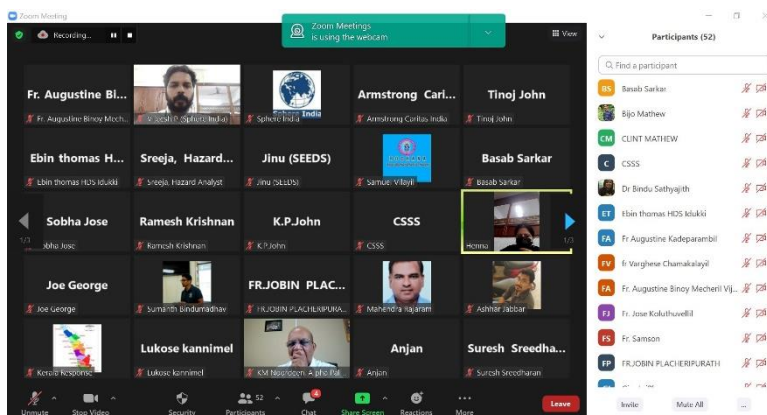 Zoom Meeting
Recording...
Zoom Meetings
is using the webcam
View
Fr. Augustine Bi...
Fr. Augustine Binoy Mech..
(Sphere India)
Sphere India
Sphere India
Armstrong Cari...
Armstrong Caritas India
Tinoj John
Tinoj John
Ebin thomas H...
Ebin thomas HDS Idukki
Sreeja, Hazard...
Sreeja, Hazard Analyst
Jinu (SEEDS)
Jinu (SEEDS)
Samuel Vilayil
Basab Sarkar
Basab Sarkar
1/3
Sobha Jose
Sobha Jose
Ramesh Krishnan
Ramesh Krishnan
K.P.John
K.P.John
CSSS
CSSS
Henna
1/3
Joe George
Joe George
Sumanth Bindumadhav
FR.JOBIN PLAC...
FR.JOBIN PLACHERIPURA...
Mahendra Rajaram
Ashhar Jabbar
Kerala Response
Lukose kannimel
Lukose kannimel
KM Noordeen
Anjan
Anjan
Suresh Sreedha...
Suresh Sreedharan
Unmute
Stop Video
Security
52
Participants
4
Chat
Share Screen
Reactions
More
Leave
Participants (52)
Find a participant
BS Basab Sarkar
Bijo Mathew
CM CLINT MATHEW
C CSSS
Dr Bindu Sathyajith
ET Ebin thomas HDS Idukki
FA Fr Augustine Kadeparambil
FV fr Varghese Chamakalayil
FA Fr. Augustine Binoy Mecheril Vij...
FJ Fr. Jose Koluthuvellil
FS Fr. Samson
FP FR.JOBIN PLACHERIPURATH
Invite
Mute All
...